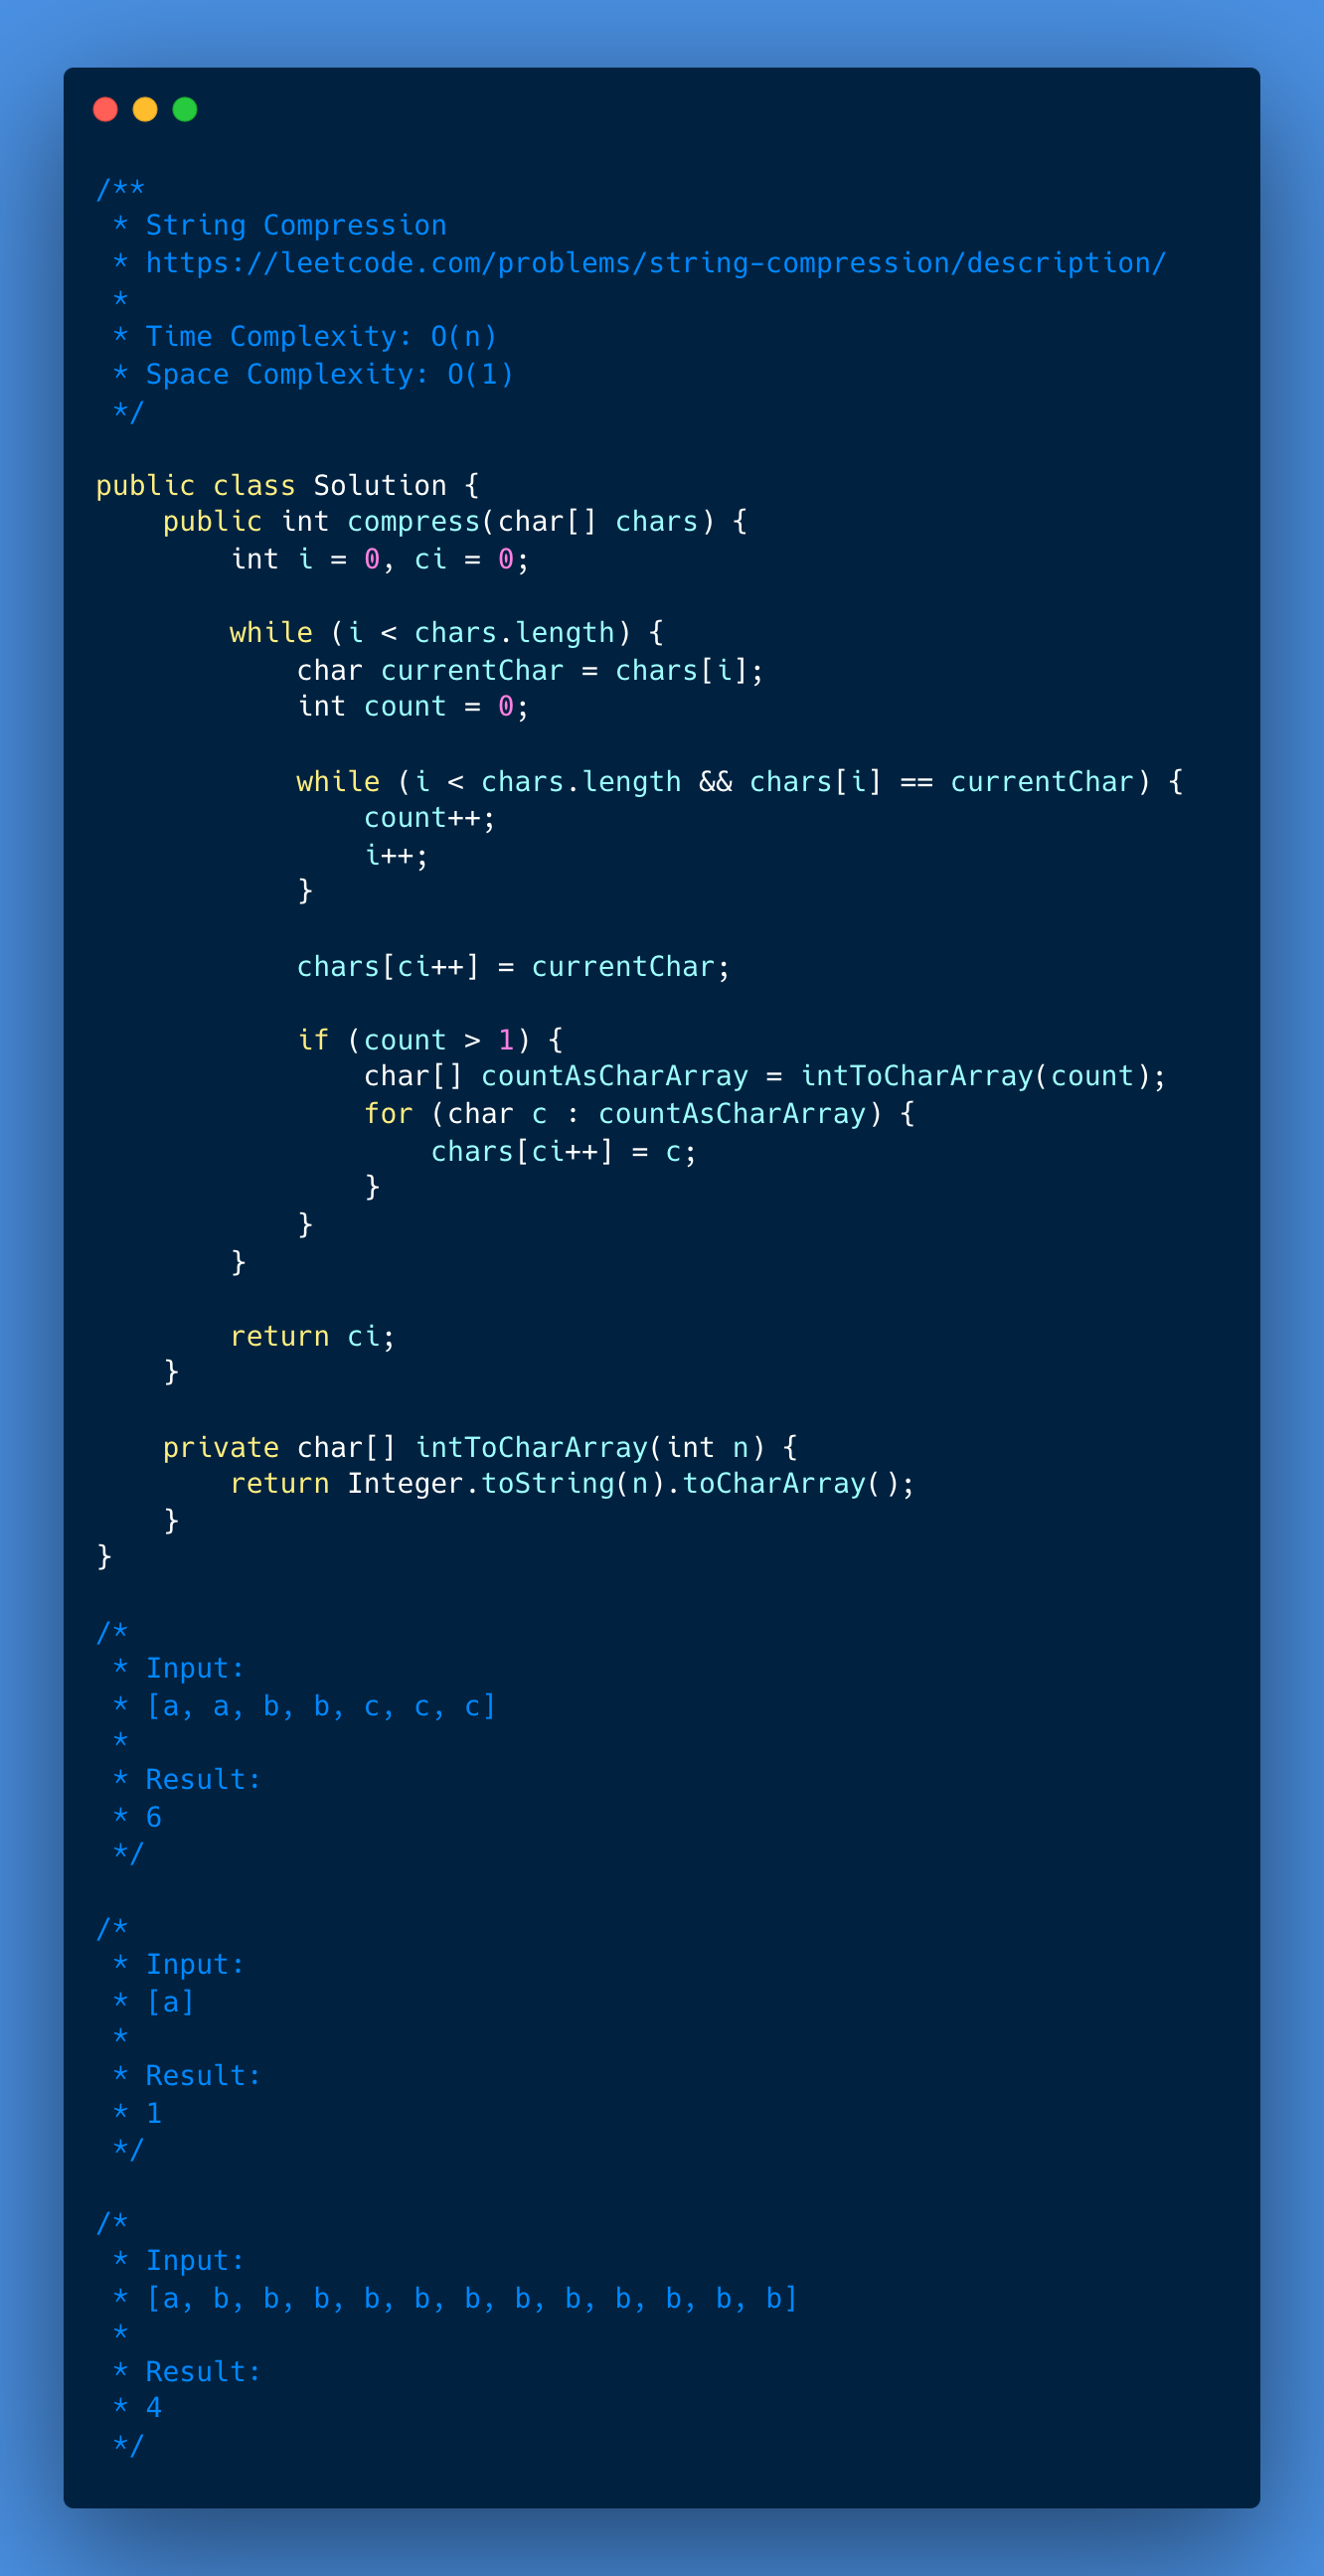 /**
 * String Compression
 * https://leetcode.com/problems/string-compression/description/
 *
 * Time Complexity: O(n)
 * Space Complexity: O(1)
 */

public class Solution {
    public int compress(char[] chars) {
        int i = 0, ci = 0;

        while (i < chars.length) {
            char currentChar = chars[i];
            int count = 0;

            while (i < chars.length && chars[i] == currentChar) {
                count++;
                i++;
            }

            chars[ci++] = currentChar;

            if (count > 1) {
                char[] countAsCharArray = intToCharArray(count);
                for (char c : countAsCharArray) {
                    chars[ci++] = c;
                }
            }
        }

        return ci;
    }

    private char[] intToCharArray(int n) {
        return Integer.toString(n).toCharArray();
    }
}

/*
 * Input:
 * [a, a, b, b, c, c, c]
 *
 * Result:
 * 6
 */

/*
 * Input:
 * [a]
 *
 * Result:
 * 1
 */

/*
 * Input:
 * [a, b, b, b, b, b, b, b, b, b, b, b, b]
 *
 * Result:
 * 4
 */